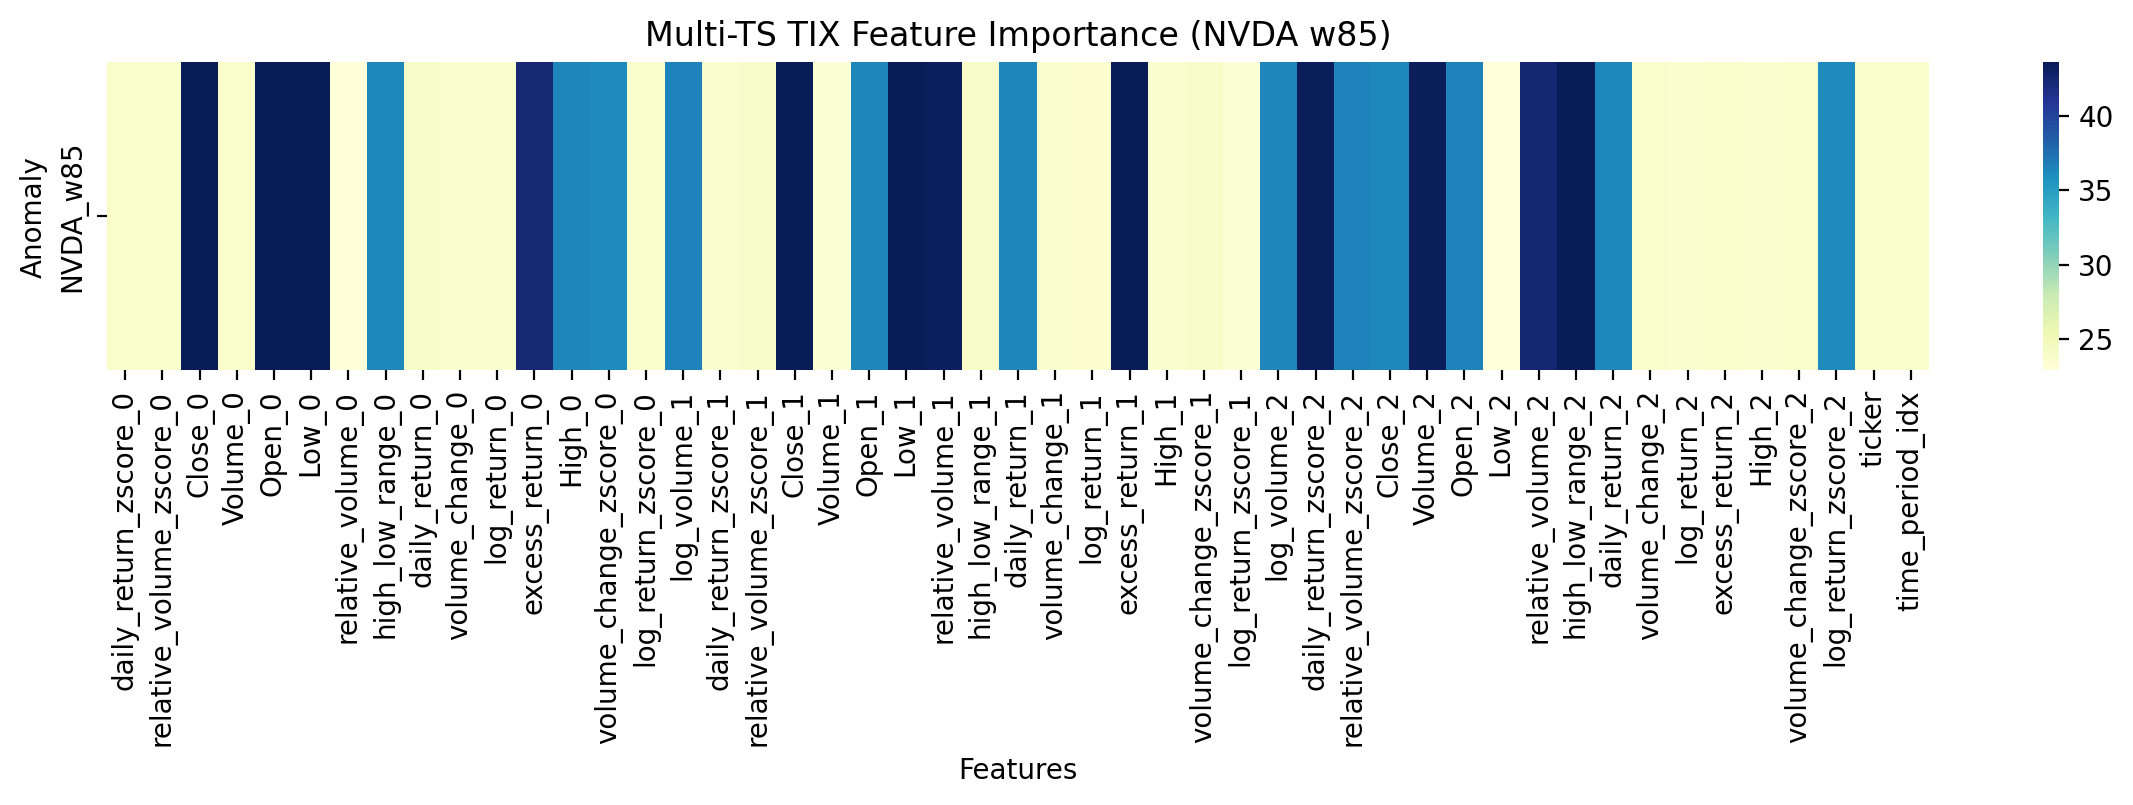 Multi-TS TIX Feature Importance (NVDA w85)
Anomaly
NVDA_w85
40
35
30
25
daily_return_zscore_0
relative_volume_zscore_0
Close_0
Volume_0
Open_0
Low_0
relative_volume_0
high_low_range_0
daily_return_0
volume_change_0
log_return_0
excess_return_0
High_0
volume_change_zscore_0
log_return_zscore_0
log_volume_1
daily_return_zscore_1
relative_volume_zscore_1
Close_1
Volume_1
Open_1
Low_1
relative_volume_1
high_low_range_1
daily_return_1
volume_change_1
log_return_1
excess_return_1
High_1
volume_change_zscore_1
log_return_zscore_1
log_volume_2
daily_return_zscore_2
relative_volume_zscore_2
Close_2
Volume_2
Open_2
Low_2
relative_volume_2
high_low_range_2
daily_return_2
volume_change_2
log_return_2
excess_return_2
High_2
volume_change_zscore_2
log_return_zscore_2
ticker
time_period_idx
Features